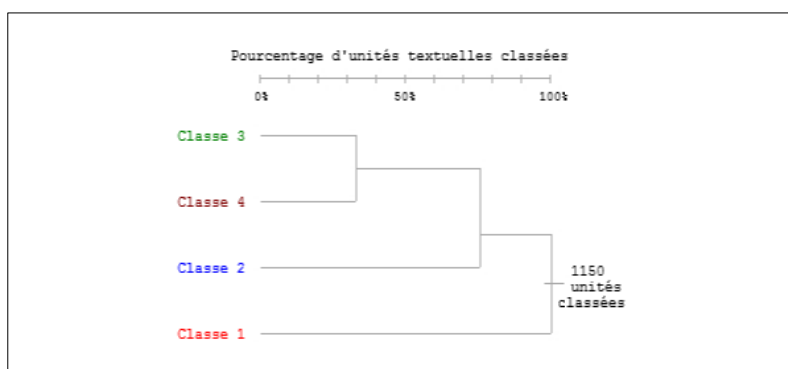 Pourcentage d'unités textuelles classées
0% 50% 100%
Classe 3
Classe 4
Classe 2
1150
unités
classées
Classe 1